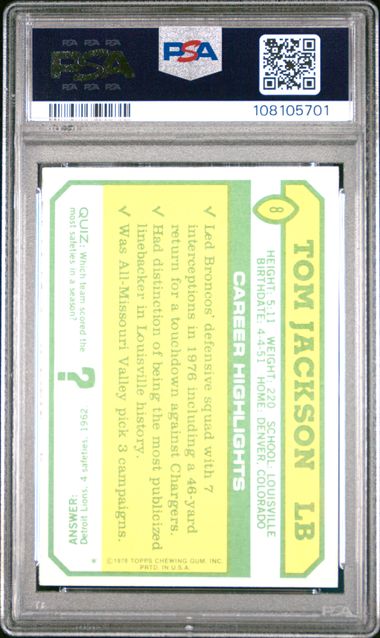 PSA
PSA
108105701
8
TOM JACKSON LB
HEIGHT: 5-11 WEIGHT: 220 SCHOOL: LOUISVILLE
BIRTHDATE: 4-4-51 HOME: DENVER, COLORADO
CAREER HIGHLIGHTS
✓ Led Broncos' defensive squad with 7
interceptions in 1976 including a 46-yard
return for a touchdown against Chargers.
✓ Had distinction of being the most publicized
linebacker in Louisville history.
✓ Was All-Missouri Valley pick 3 campaigns.
©1978 TOPPS CHEWING GUM, INC.
PRTD. IN U.S.A.
QUIZ: Which team scored the
most safeties in a season?
?
ANSWER:
Detroit Lions, 4 safeties, 1962
*
PSA